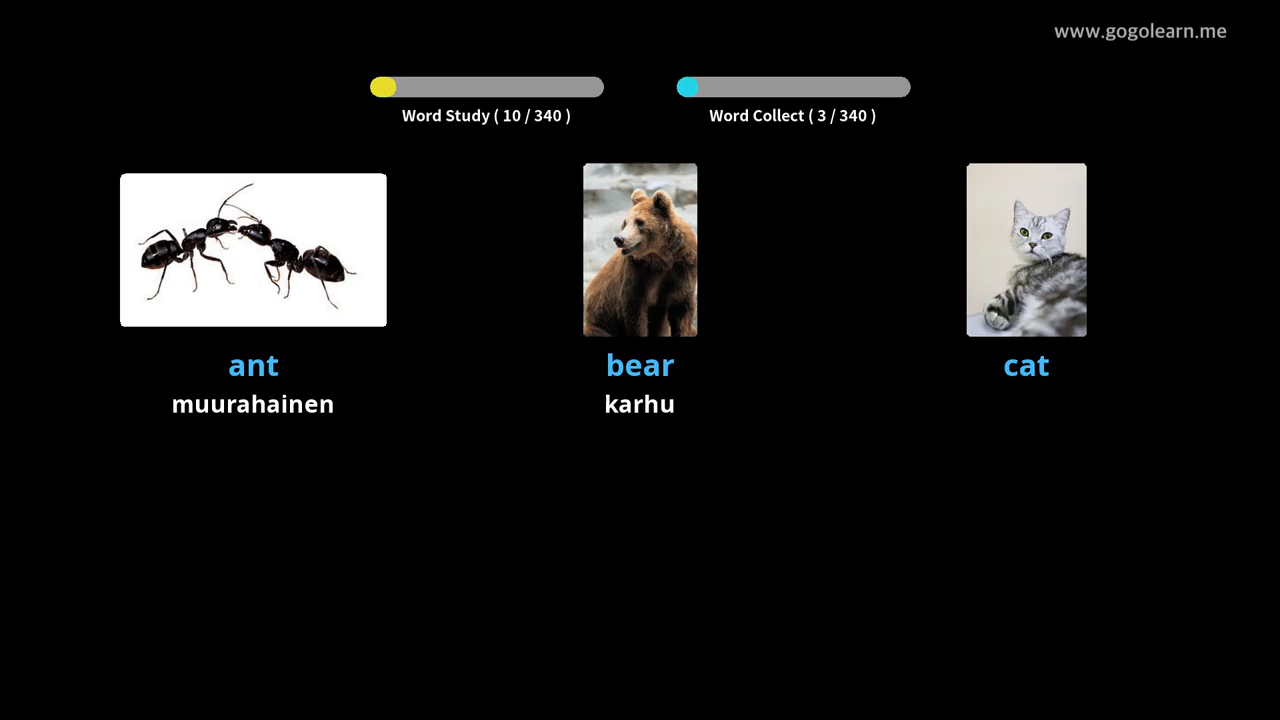 www.gogolearn.me
Word Study ( 10 / 340 )
Word Collect ( 3 / 340 )
ant
bear
cat
muurahainen
karhu